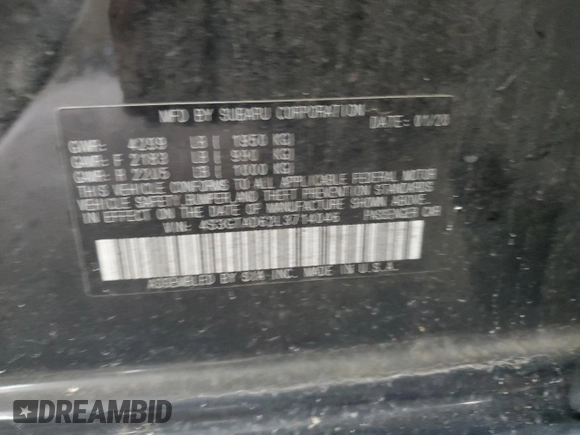 MFD BY SUBARU CORPORATION DATE: 01/20
GVWR: 4299 LB ( 1950 KG)
GAWR: F 2183 LB ( 990 KG)
GAWR: R 2205 LB ( 1000 KG)
THIS VEHICLE CONFORMS TO ALL APPLICABLE FEDERAL MOTOR
VEHICLE SAFETY, BUMPER, AND THEFT PREVENTION STANDARDS
IN EFFECT ON THE DATE OF MANUFACTURE SHOWN ABOVE.
VIN: PASSENGER CAR
ASSEMBLED BY SIA INC. MADE IN U.S.A.
DREAMBID